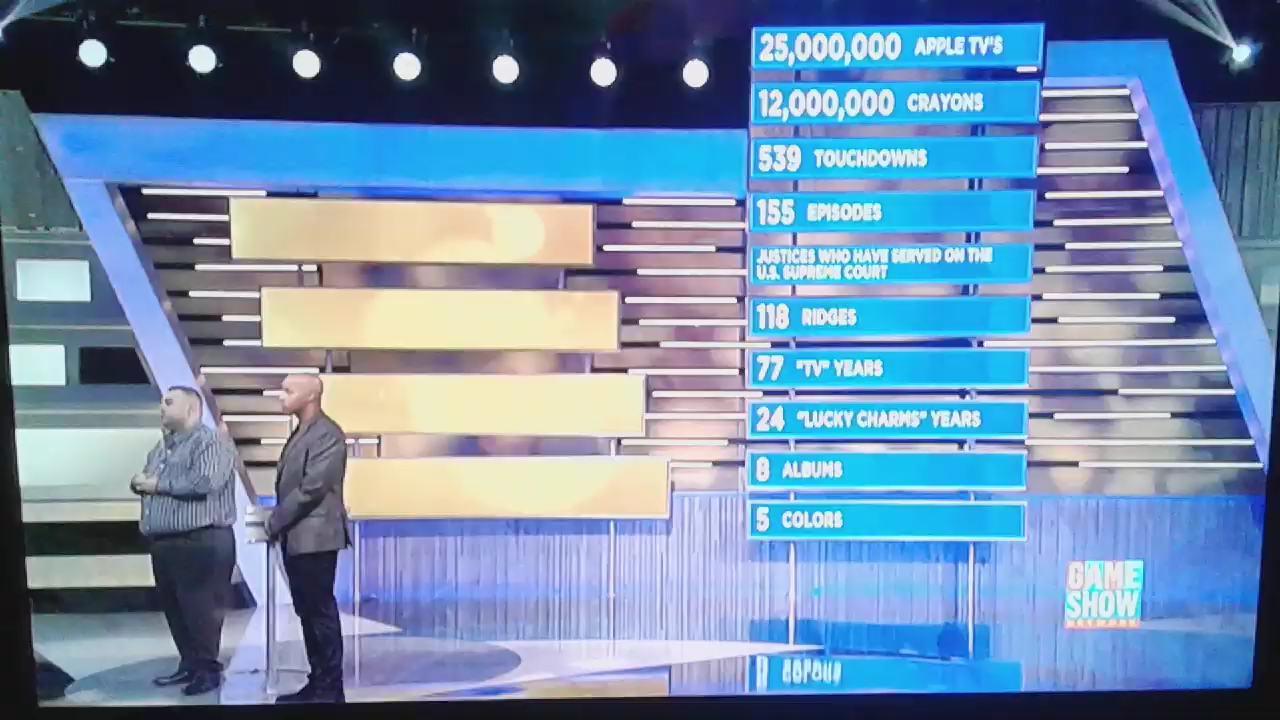 25,000,000 APPLE TV'S
12,000,000 CRAYONS
539 TOUCHDOWNS
155 EPISODES
JUSTICES WHO HAVE SERVED ON THE
U.S. SUPREME COURT
118 RIDGES
77 "TV" YEARS
24 "LUCKY CHARMS" YEARS
8 ALBUMS
5 COLORS
GAME
SHOW
NETWORK